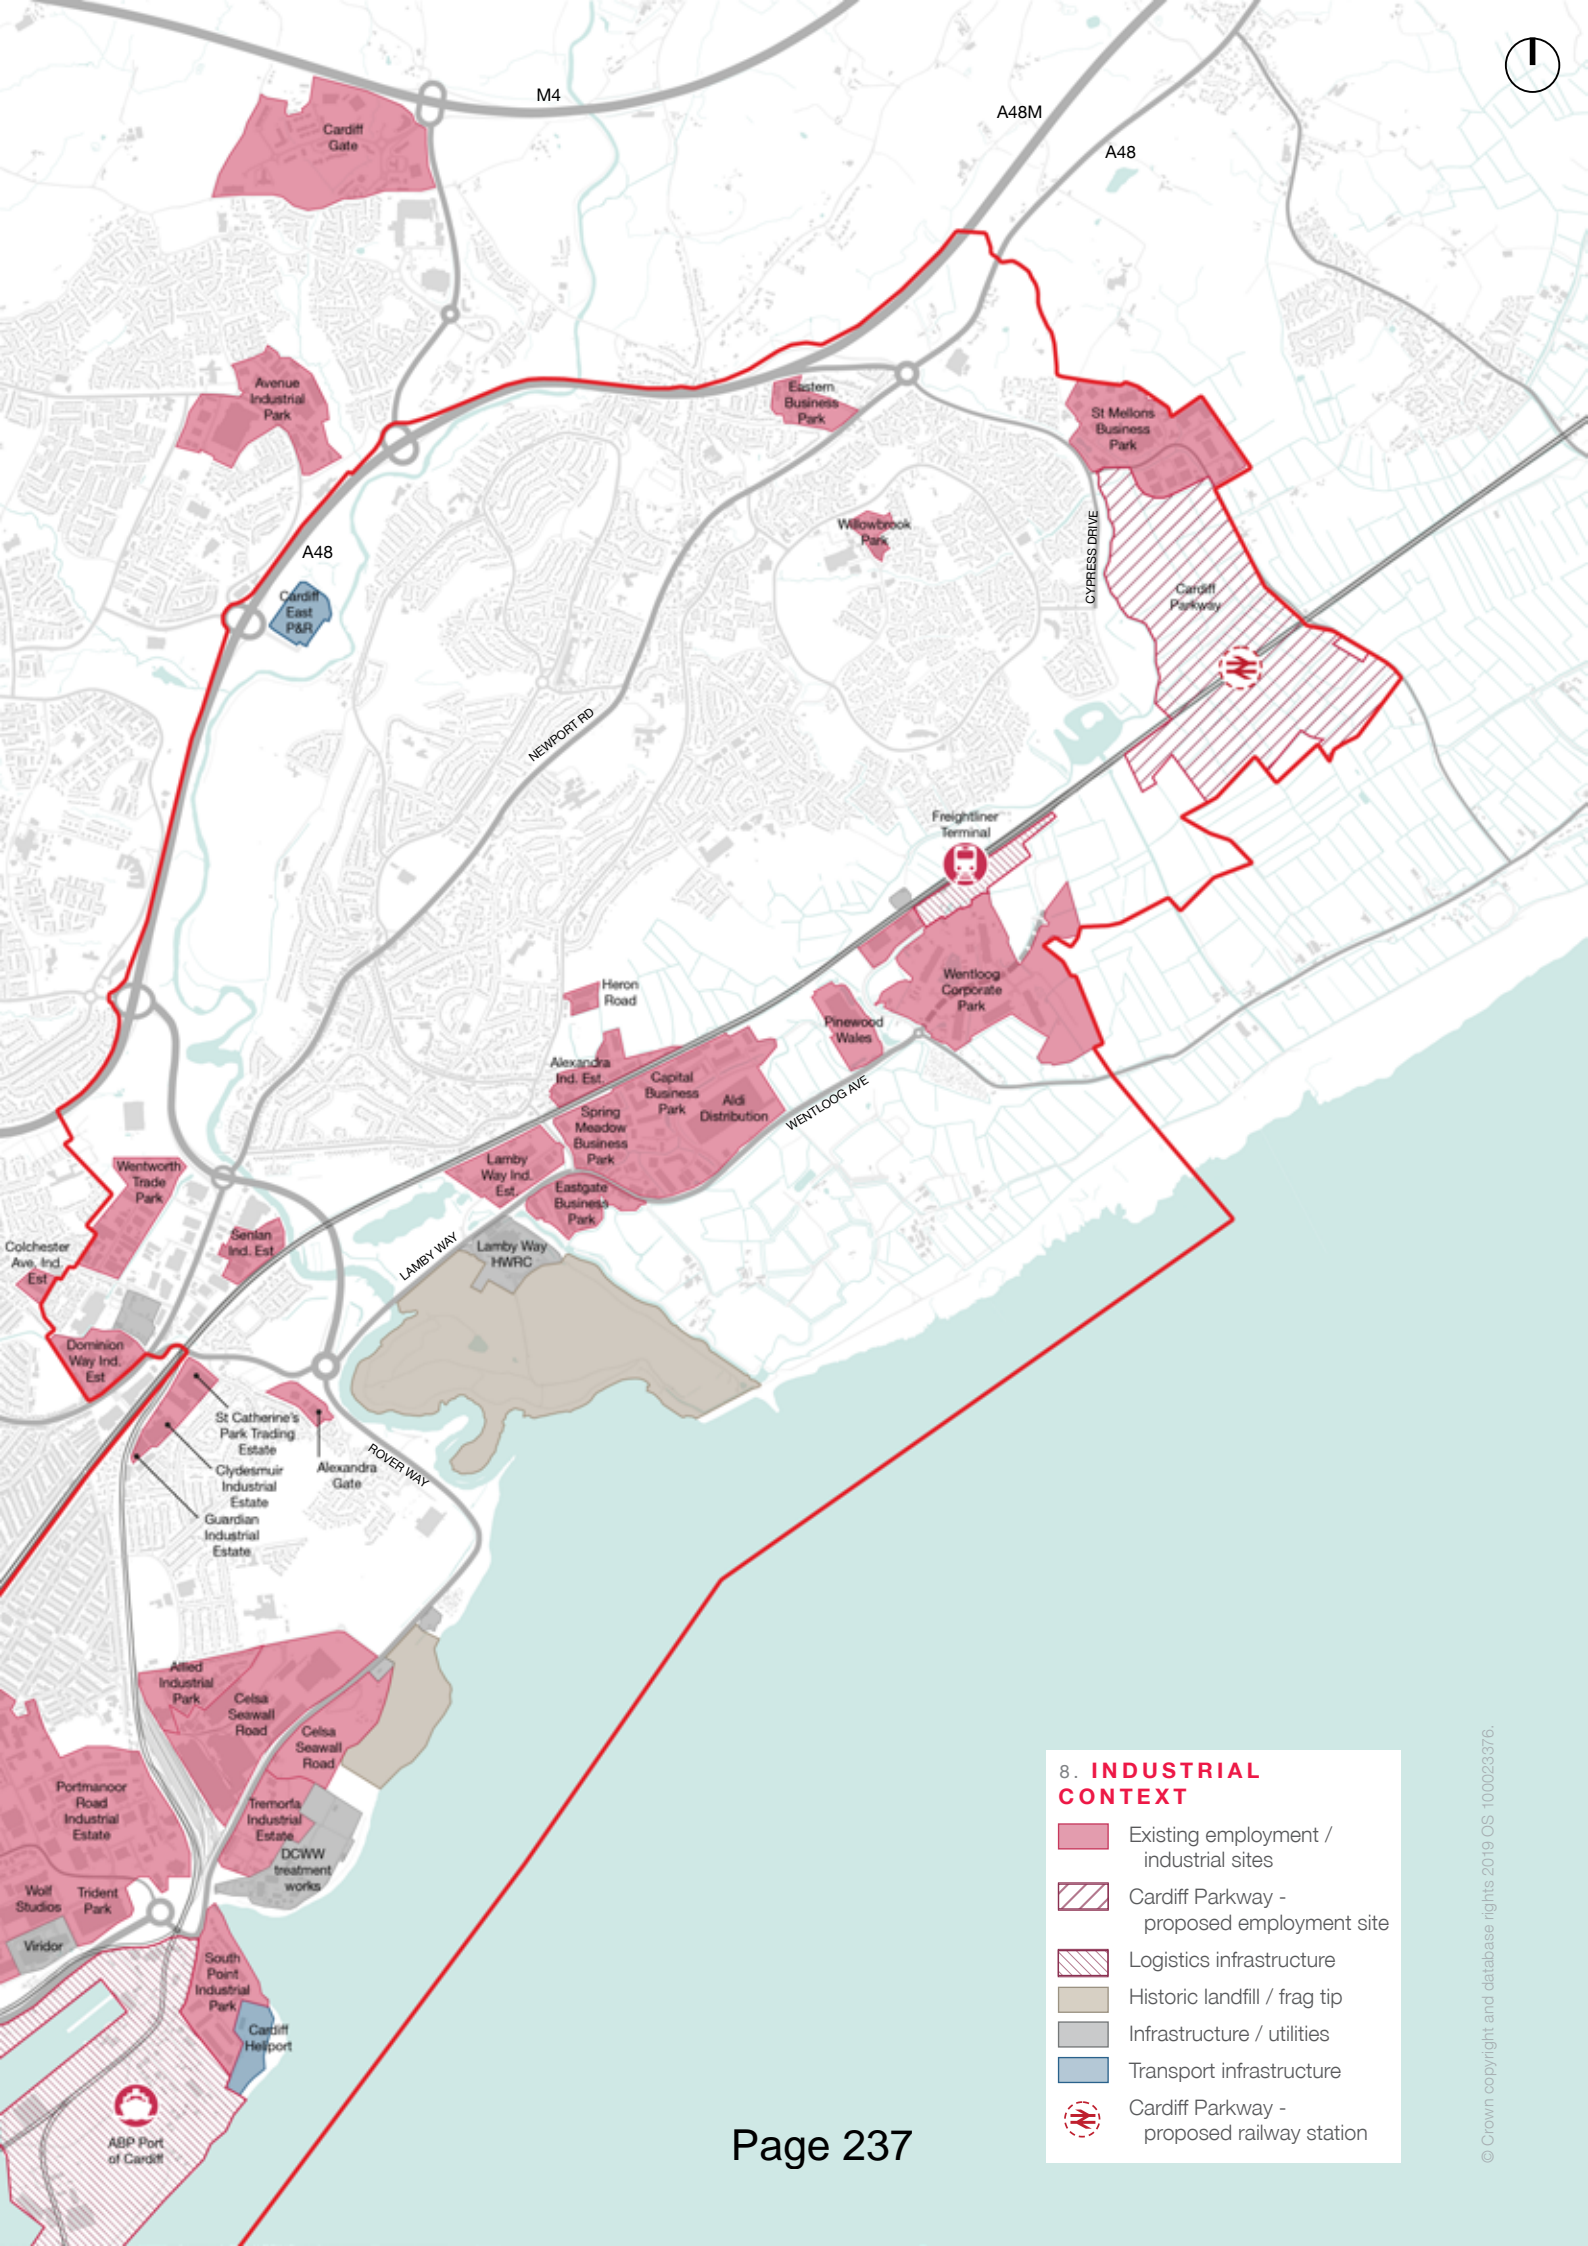 M4
A48M
A48
Cardiff
Gate
Avenue
Industrial
Park
Eastern
Business
Park
St Mellons
Business
Park
Willowbrook
Park
CYPRESS DRIVE
A48
Cardiff
East
P&R
Cardiff
Parkway
NEWPORT RD
Freightliner
Terminal
Heron
Road
Wentloog
Corporate
Park
Pinewood
Wales
Alexandra
Ind. Est.
Capital
Business
Park
Aldi
Distribution
WENTLOOG AVE
Spring
Meadow
Business
Park
Lamby
Way Ind.
Est.
Eastgate
Business
Park
Wentworth
Trade
Park
Senlan
Ind. Est
Colchester
Ave. Ind.
Est
LAMBY WAY
Lamby Way
HWRC
Dominion
Way Ind.
Est
St Catherine's
Park Trading
Estate
Clydesmuir
Industrial
Estate
Guardian
Industrial
Estate
Alexandra
Gate
ROVER WAY
Allied
Industrial
Park
Celsa
Seawall
Road
Celsa
Seawall
Road
Portmanoor
Road
Industrial
Estate
Tremorfa
Industrial
Estate
DCWW
treatment
works
Wolf
Studios
Trident
Park
Viridor
South
Point
Industrial
Park
Cardiff
Heliport
ABP Port
of Cardiff
8. INDUSTRIAL
CONTEXT
Existing employment /
industrial sites
Cardiff Parkway -
proposed employment site
Logistics infrastructure
Historic landfill / frag tip
Infrastructure / utilities
Transport infrastructure
Cardiff Parkway -
proposed railway station
© Crown copyright and database rights 2019 OS 100023376.
Page 237